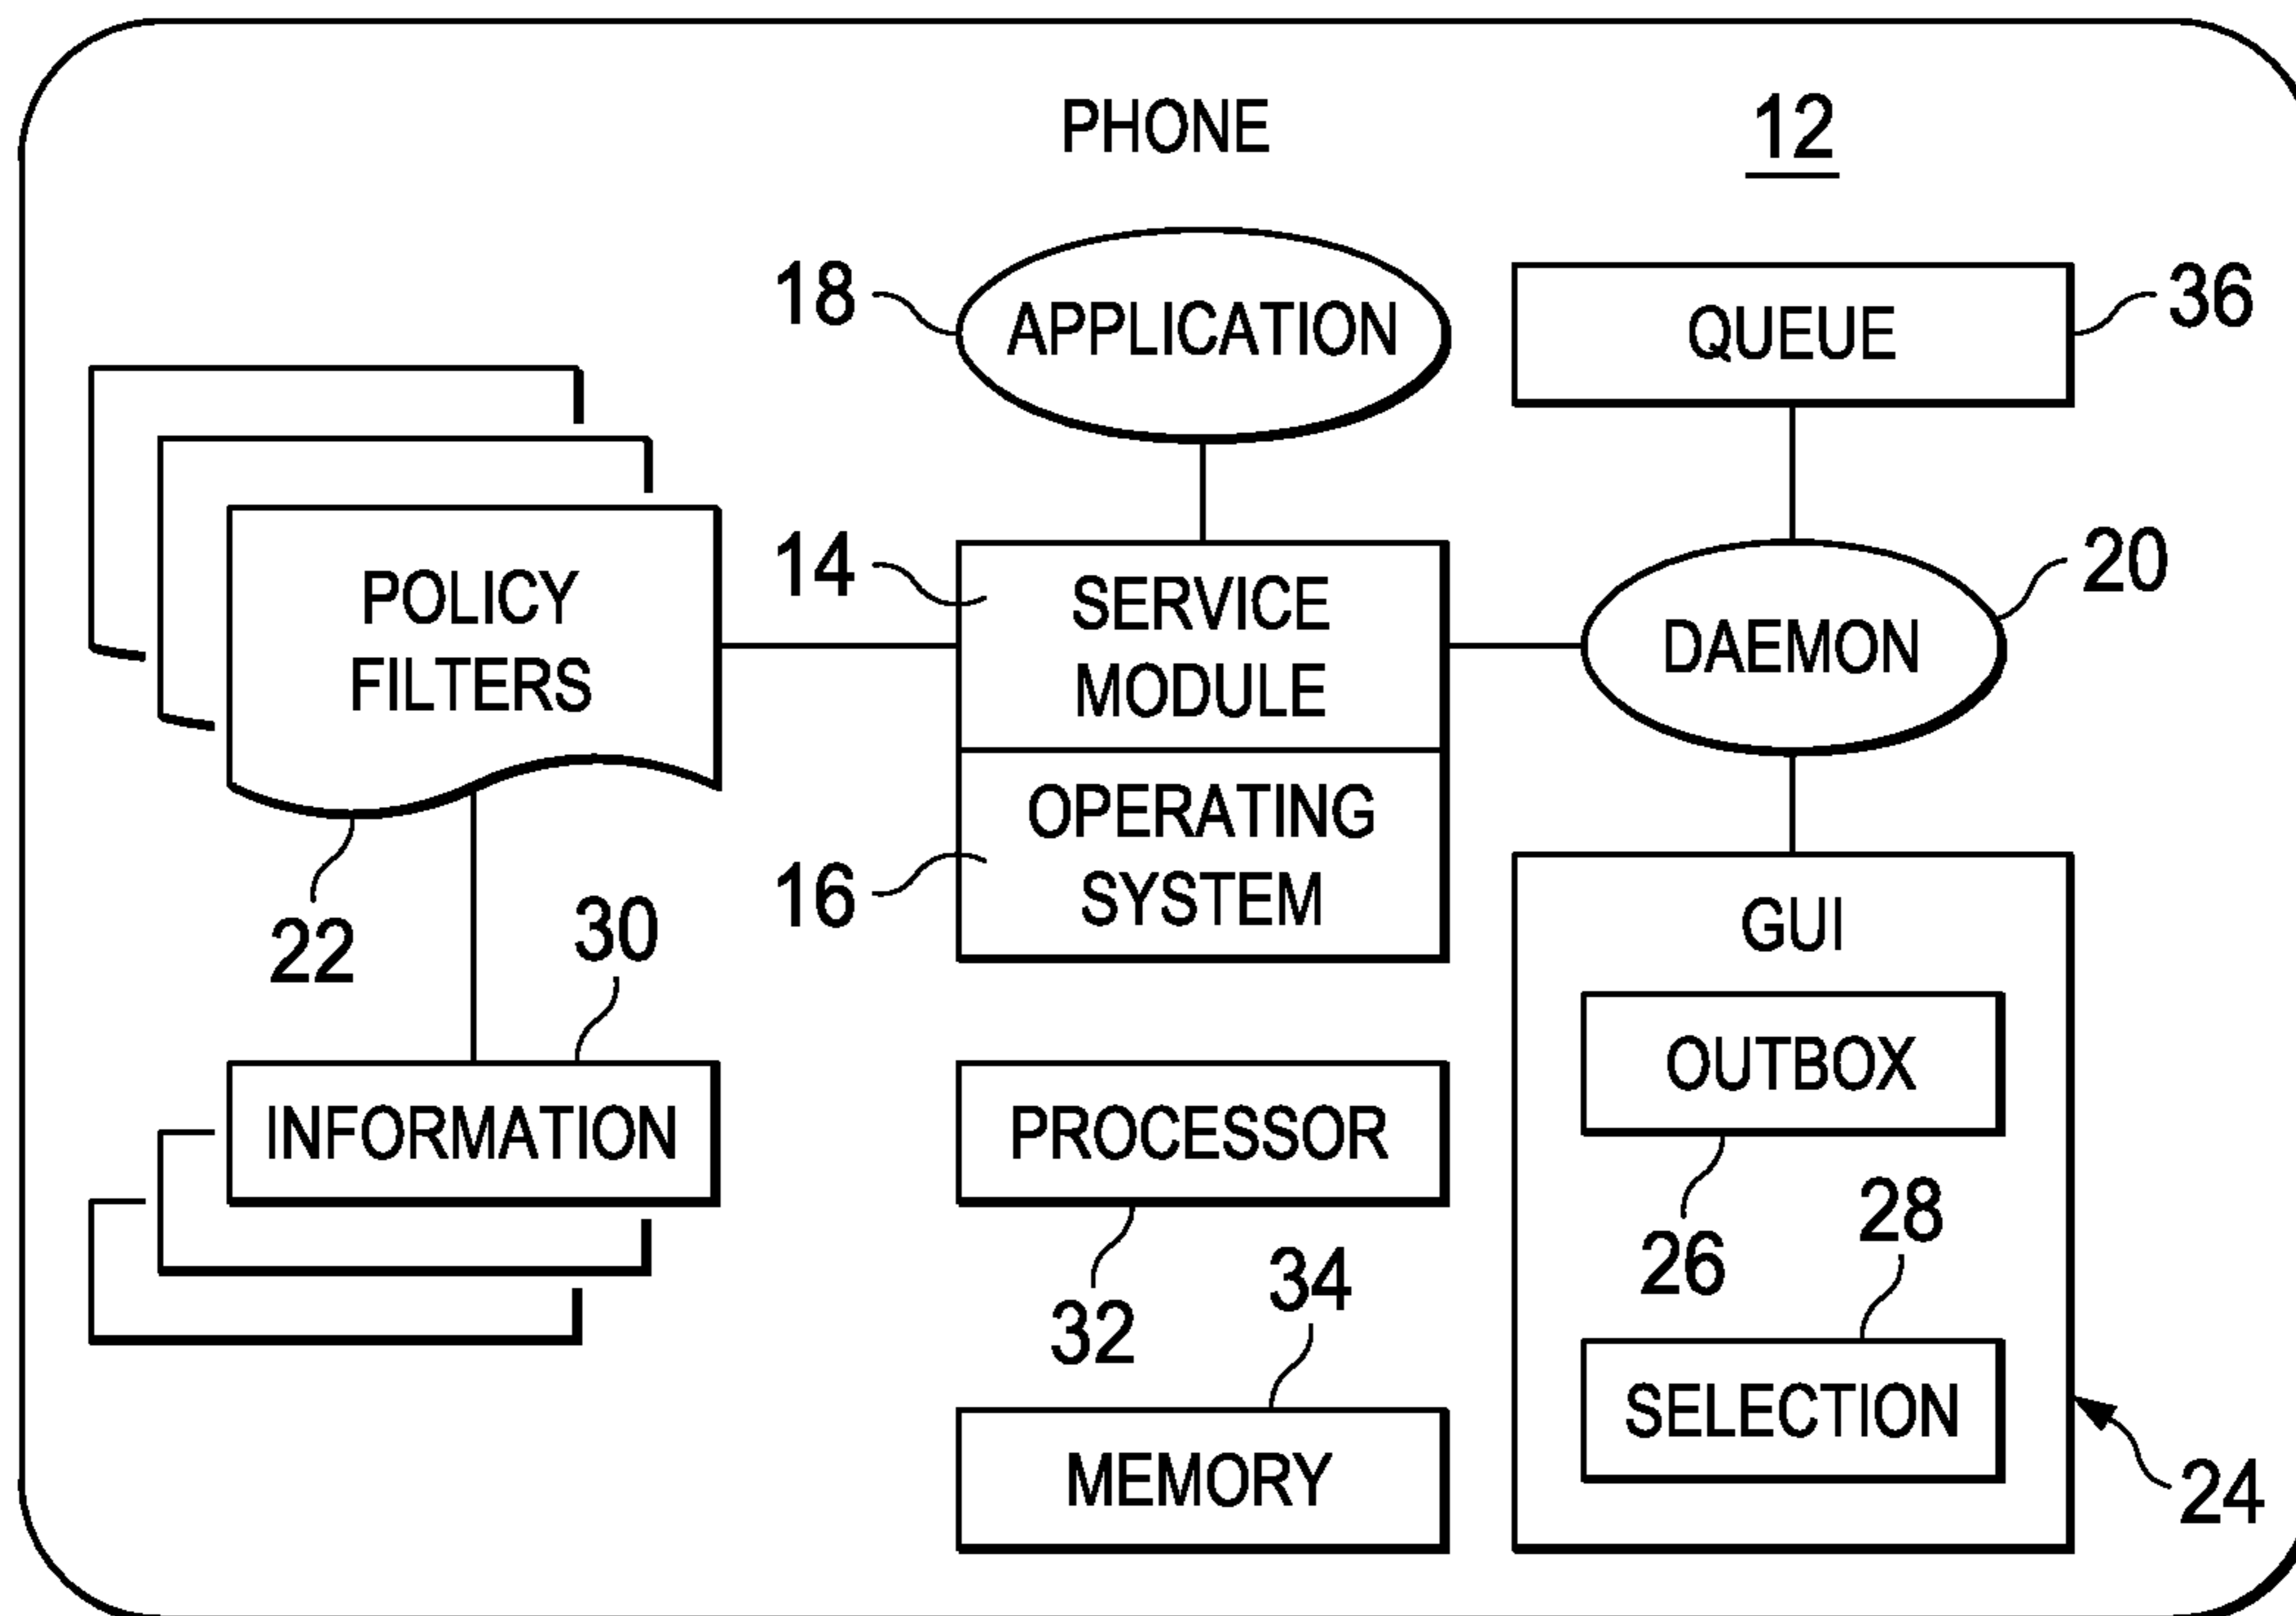 PHONE
12
18
APPLICATION
QUEUE
36
POLICY
FILTERS
22
14
SERVICE
MODULE
DAEMON
20
OPERATING
SYSTEM
16
30
INFORMATION
PROCESSOR
32
34
MEMORY
GUI
OUTBOX
26
28
SELECTION
24